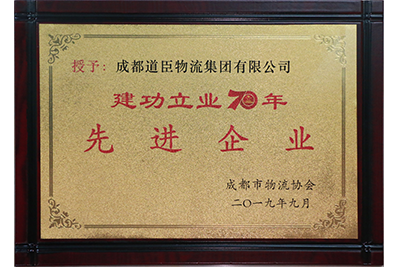 授予：成都道臣物流集团有限公司
建功立业70年
先进企业
成都市物流协会
二〇一九年九月